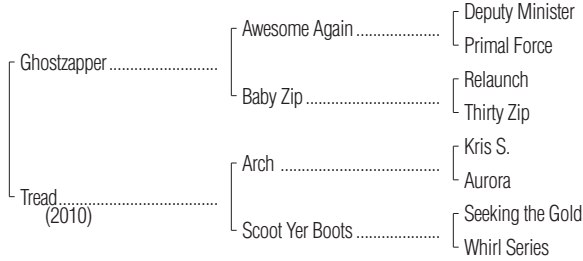 Deputy Minister
Awesome Again
Primal Force
Ghostzapper
Relaunch
Baby Zip
Thirty Zip
Kris S.
Arch
Aurora
Tread
(2010)
Seeking the Gold
Scoot Yer Boots
Whirl Series